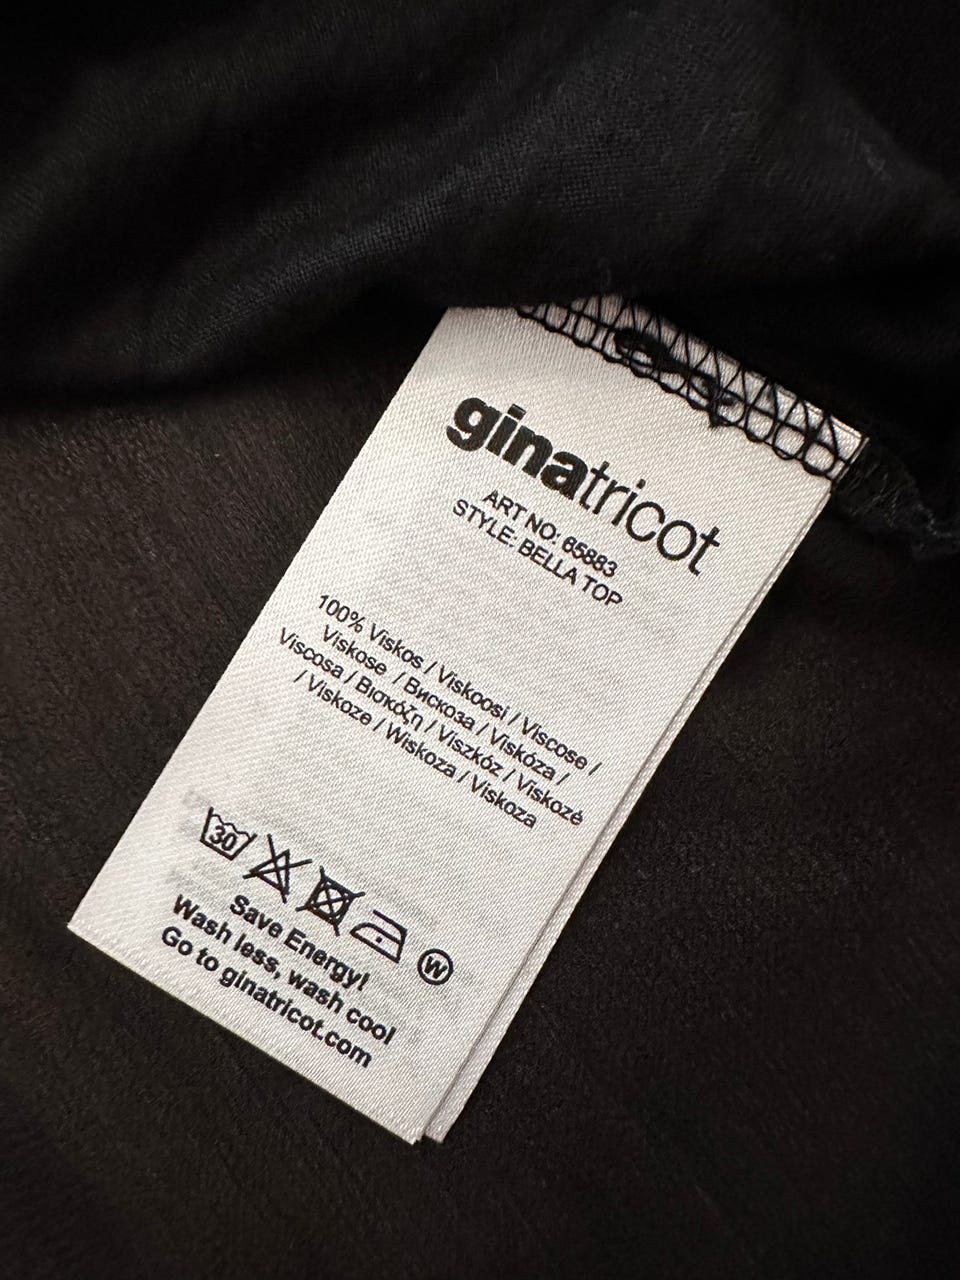 ginatricot
ART NO: 65883
STYLE: BELLA TOP
100% Viskos / Viskoosi / Viscose /
Viskose / Вискоза / Viskóza /
Viscosa / Βισκόζη / Viszkóz / Viskozé
/ Viskoze / Wiskoza / Viskoza
30
W
Save Energy!
Wash less, wash cool
Go to ginatricot.com